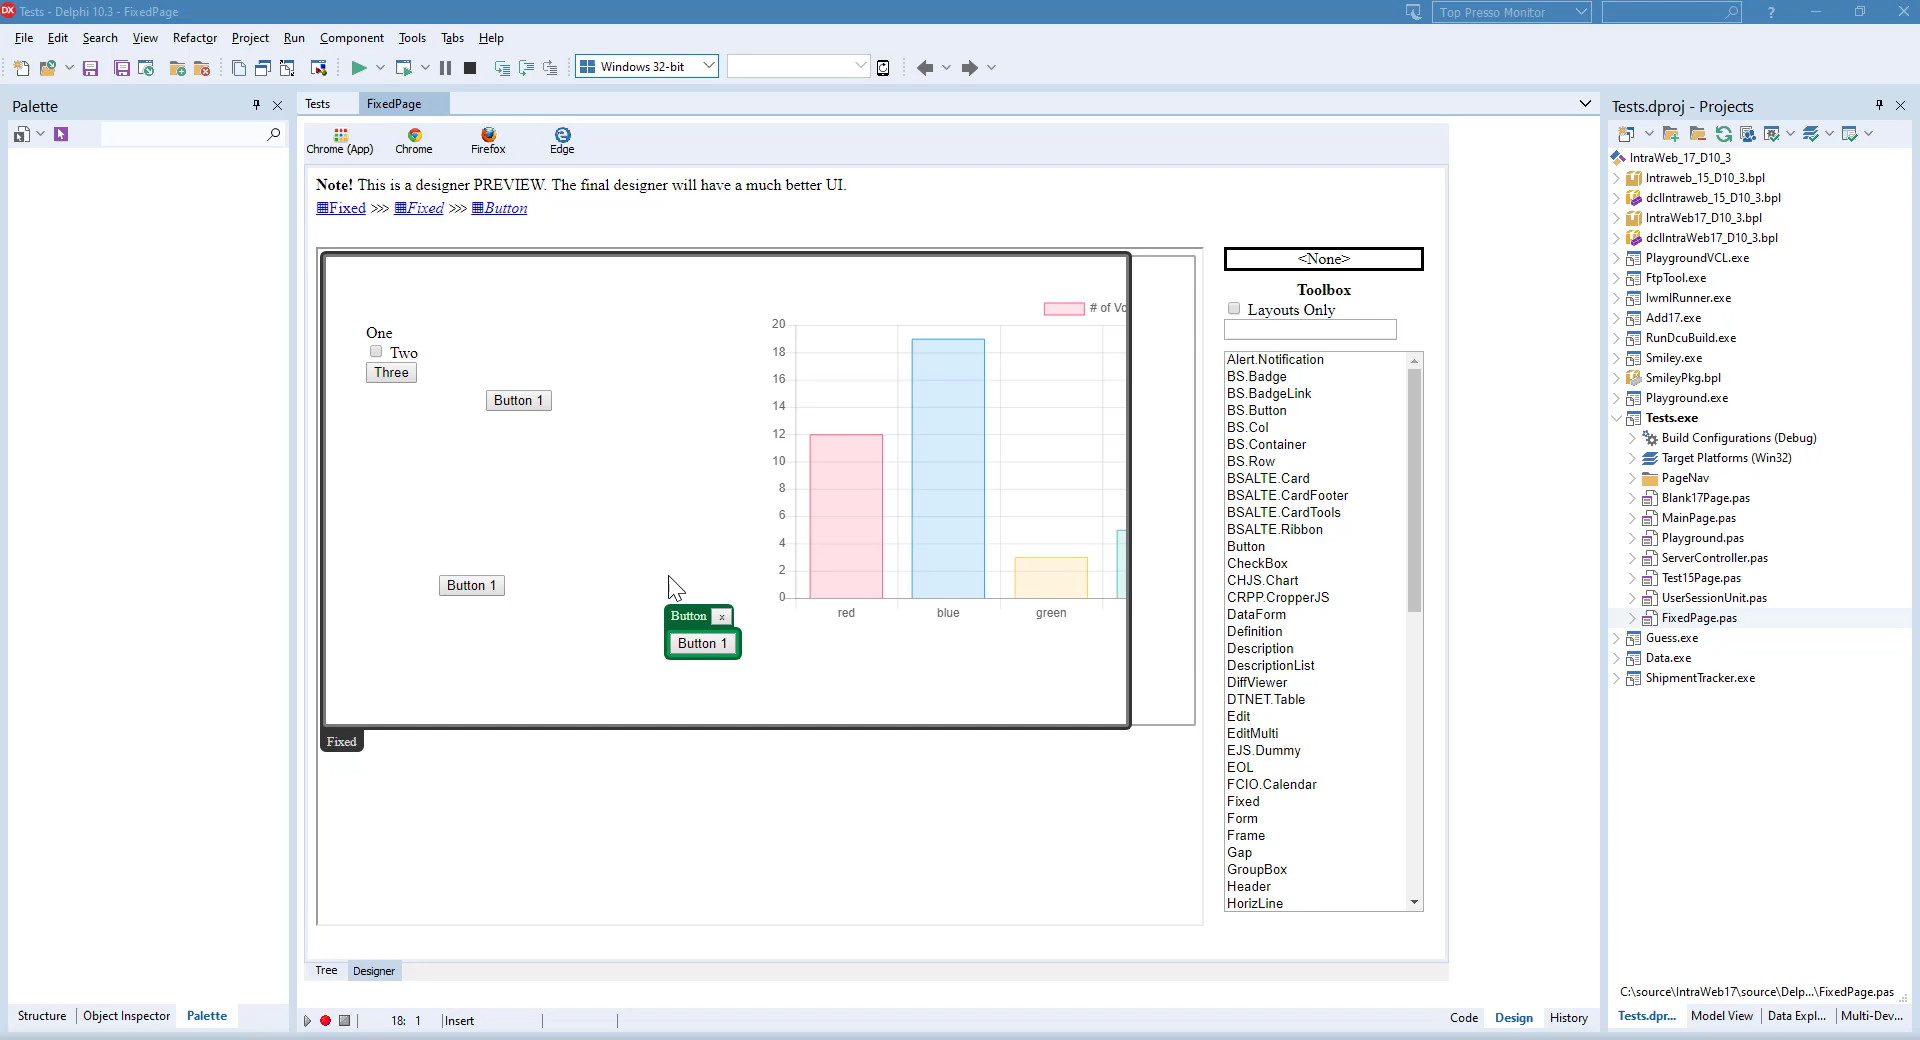 Tests - Delphi 10.3 - FixedPage
Top Presso Monitor
?
File Edit Search View Refactor Project Run Component Tools Tabs Help
Windows 32-bit
Palette
Tests FixedPage
Chrome (App) Chrome Firefox Edge
Note! This is a designer PREVIEW. The final designer will have a much better UI.
Fixed >>> Fixed >>> Button
One
Two
Three
Button 1
Button 1
Button x
Button 1
# of Vo
20
18
16
14
12
10
8
6
4
2
0
red blue green
Fixed
<None>
Toolbox
Layouts Only
Alert.Notification
BS.Badge
BS.BadgeLink
BS.Button
BS.Col
BS.Container
BS.Row
BSALTE.Card
BSALTE.CardFooter
BSALTE.CardTools
BSALTE.Ribbon
Button
CheckBox
CHJS.Chart
CRPP.CropperJS
DataForm
Definition
Description
DescriptionList
DiffViewer
DTNET.Table
Edit
EditMulti
EJS.Dummy
EOL
FCIO.Calendar
Fixed
Form
Frame
Gap
GroupBox
Header
HorizLine
Tree Designer
Structure Object Inspector Palette
18: 1 Insert
Code Design History
Tests.dproj - Projects
IntraWeb_17_D10_3
Intraweb_15_D10_3.bpl
dclIntraweb_15_D10_3.bpl
IntraWeb17_D10_3.bpl
dclIntraWeb17_D10_3.bpl
PlaygroundVCL.exe
FtpTool.exe
IwmlRunner.exe
Add17.exe
RunDcuBuild.exe
Smiley.exe
SmileyPkg.bpl
Playground.exe
Tests.exe
Build Configurations (Debug)
Target Platforms (Win32)
PageNav
Blank17Page.pas
MainPage.pas
Playground.pas
ServerController.pas
Test15Page.pas
UserSessionUnit.pas
FixedPage.pas
Guess.exe
Data.exe
ShipmentTracker.exe
C:\source\IntraWeb17\source\Delp...\FixedPage.pas
Tests.dpr... Model View Data Expl... Multi-Dev...